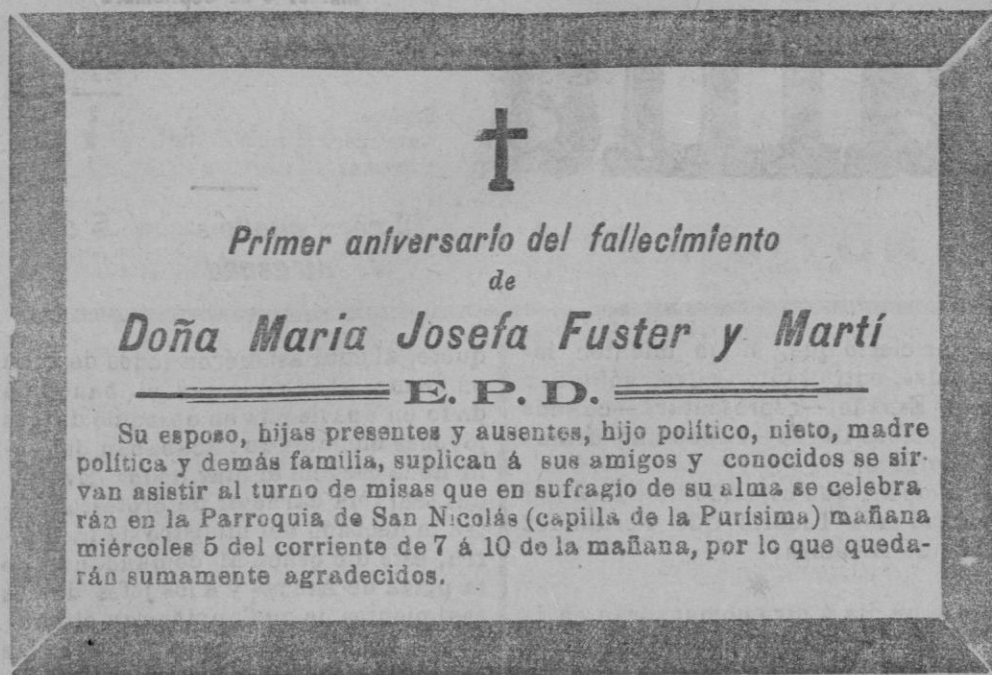 Primer aniversario del fallecimiento
de
Doña Maria Josefa Fuster y Martí
E. P. D.
Su esposo, hijas presentes y ausentes, hijo político, nieto, madre
política y demás familia, suplican á sus amigos y conocidos se sir-
van asistir al turno de misas que en sufragio de su alma se celebra
rán en la Parroquia de San Nicolás (capilla de la Purísima) mañana
miércoles 5 del corriente de 7 á 10 de la mañana, por lo que queda-
rán sumamente agradecidos.